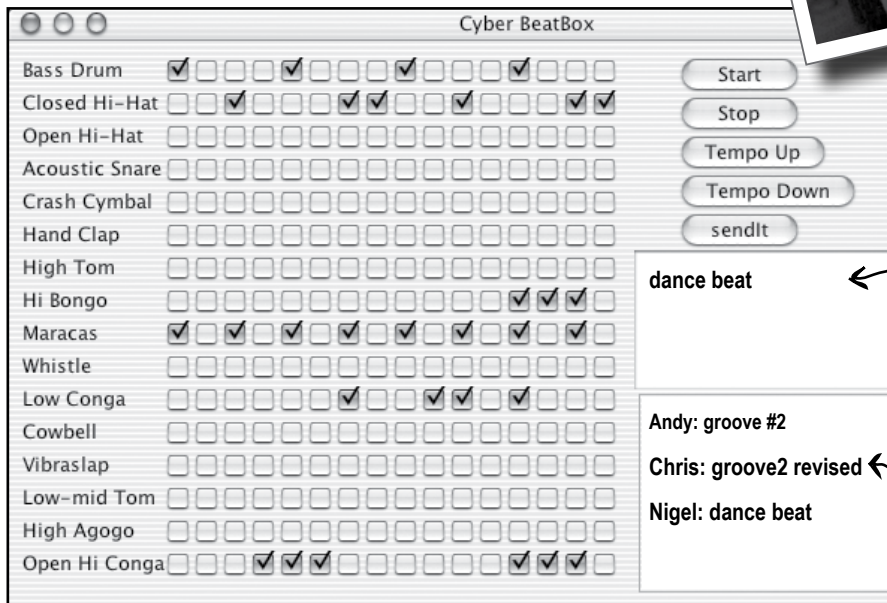 Cyber BeatBox
Bass Drum
Closed Hi-Hat
Open Hi-Hat
Acoustic Snare
Crash Cymbal
Hand Clap
High Tom
Hi Bongo
Maracas
Whistle
Low Conga
Cowbell
Vibraslap
Low-mid Tom
High Agogo
Open Hi Conga
Start
Stop
Tempo Up
Tempo Down
sendIt
dance beat
Andy: groove #2
Chris: groove2 revised
Nigel: dance beat